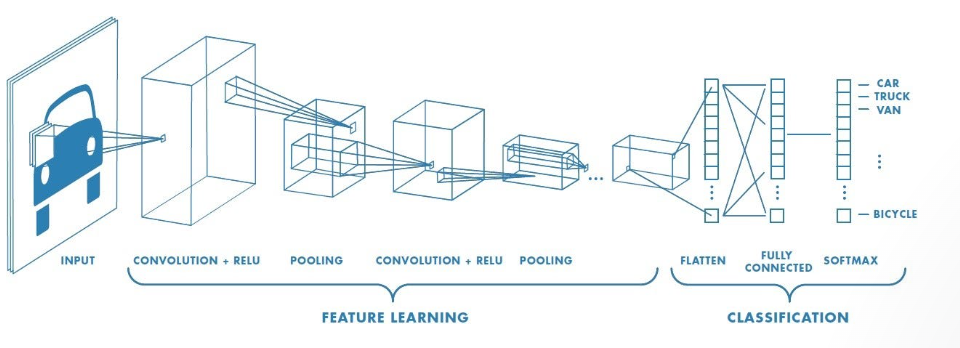 CAR
TRUCK
VAN
BICYCLE
INPUT
CONVOLUTION + RELU
POOLING
CONVOLUTION + RELU
POOLING
FLATTEN
FULLY
CONNECTED
SOFTMAX
FEATURE LEARNING
CLASSIFICATION